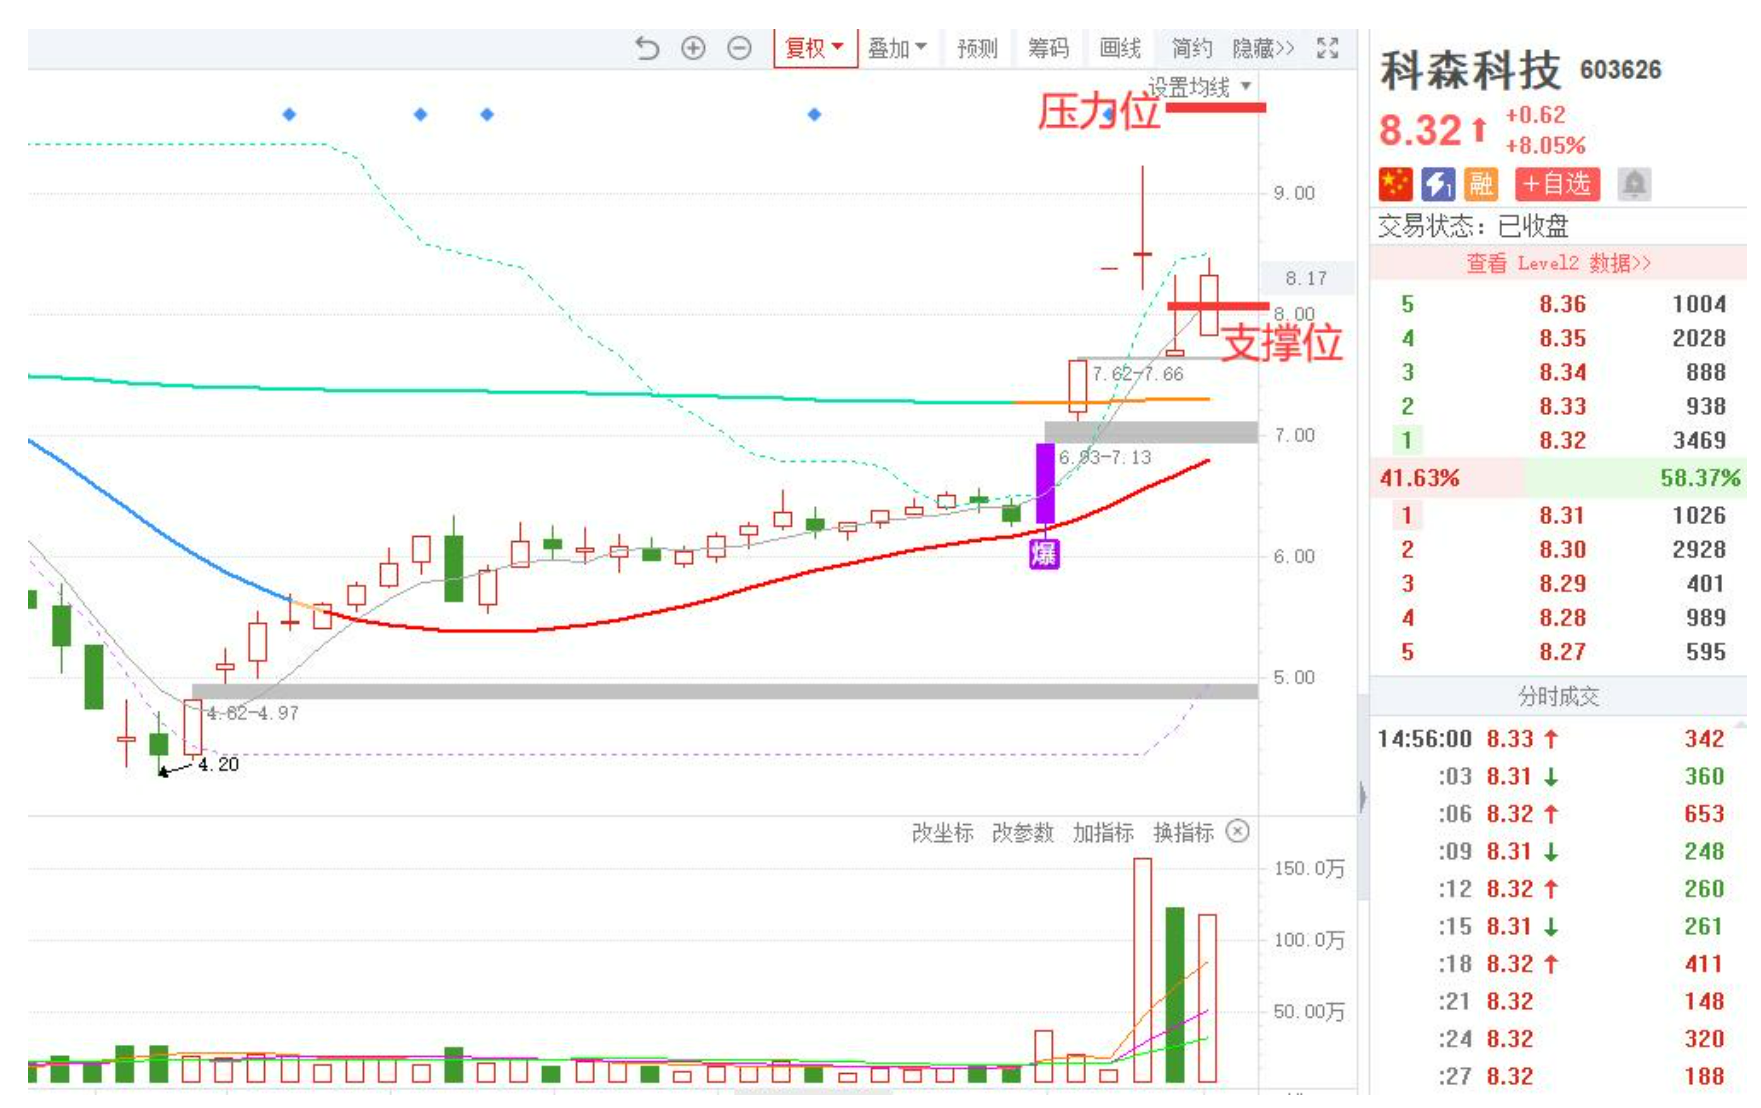 复权 叠加 预测 筹码 画线 简约 隐藏>>
设置均线
压力位
9.00
8.17
8.00
支撑位
7.62-7.66
7.00
6.93-7.13
6.00
爆
5.00
4.82-4.97
4.20
改坐标 改参数 加指标 换指标
150.0万
100.0万
50.00万
科森科技 603626
8.32 +0.62
+8.05%
1 融 +自选
交易状态：已收盘
查看 Level2 数据>>
5 8.36 1004
4 8.35 2028
3 8.34 888
2 8.33 938
1 8.32 3469
41.63% 58.37%
1 8.31 1026
2 8.30 2928
3 8.29 401
4 8.28 989
5 8.27 595
分时成交
14:56:00 8.33 ↑ 342
:03 8.31 ↓ 360
:06 8.32 ↑ 653
:09 8.31 ↓ 248
:12 8.32 ↑ 260
:15 8.31 ↓ 261
:18 8.32 ↑ 411
:21 8.32 148
:24 8.32 320
:27 8.32 188